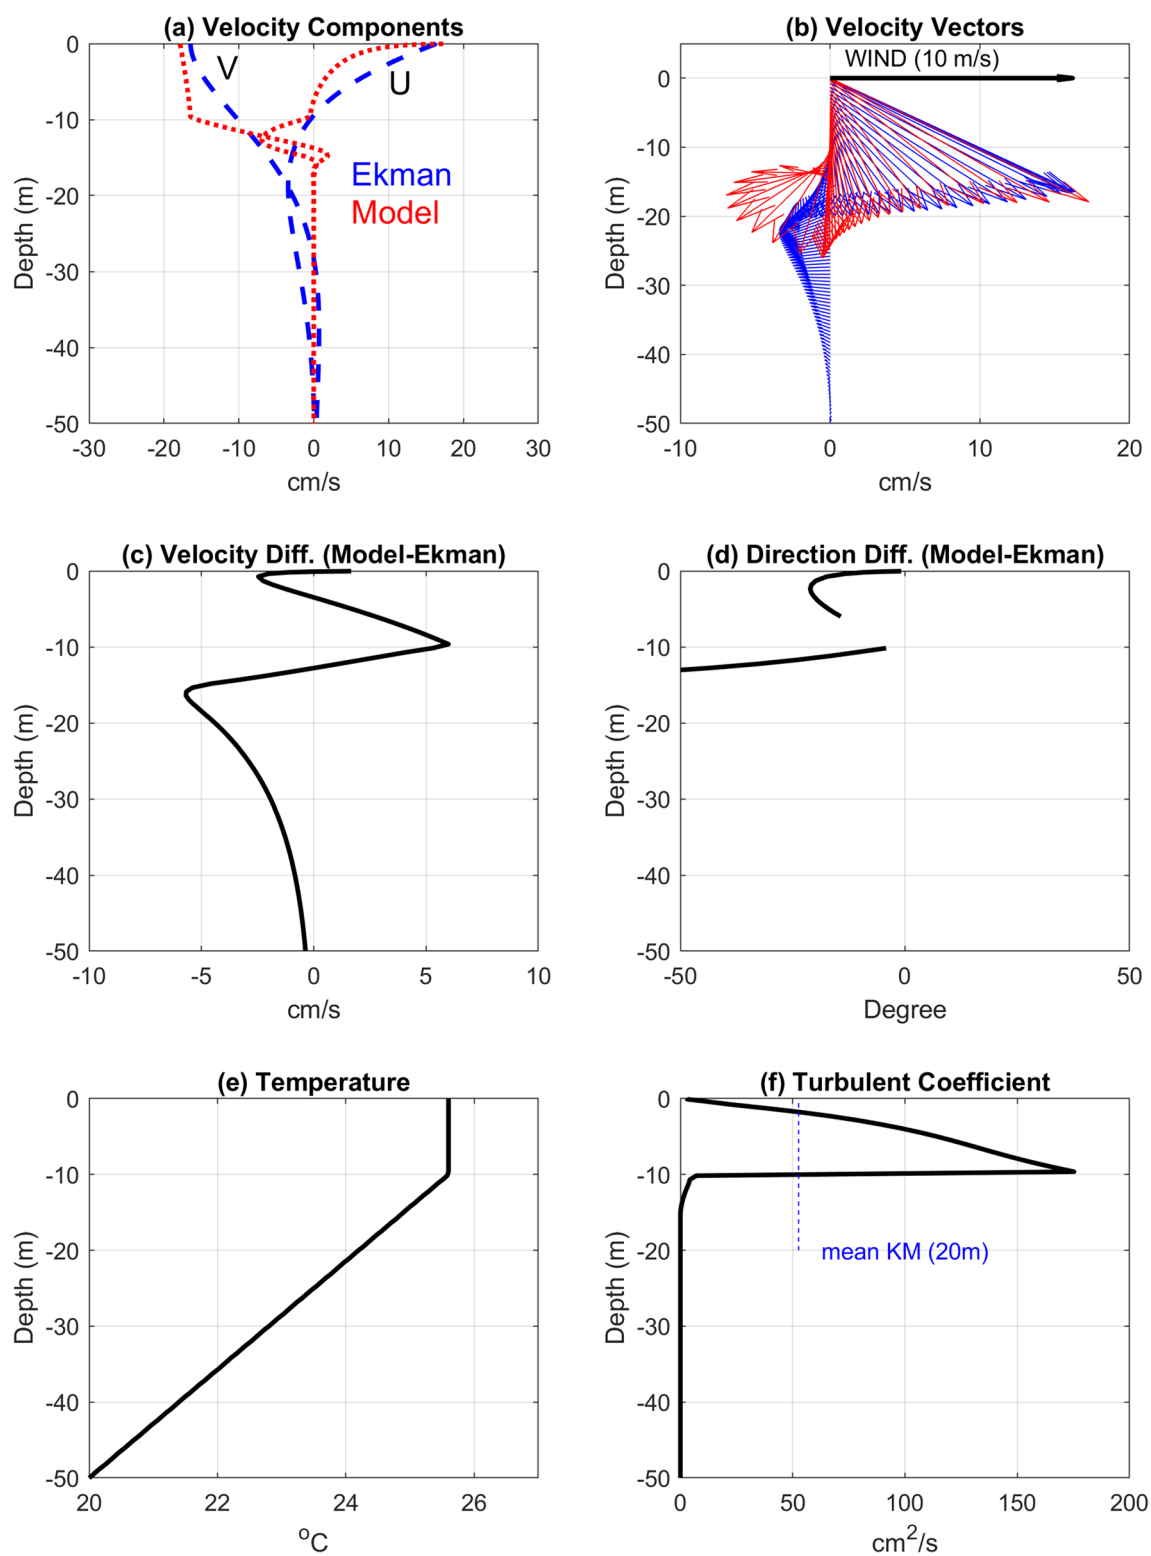 (a) Velocity Components
0
-10
-20
-30
-40
-50
-30 -20 -10 0 10 20 30
cm/s
Depth (m)
V
U
Ekman
Model
(b) Velocity Vectors
WIND (10 m/s)
0
-10
-20
-30
-40
-50
-10 0 10 20
cm/s
Depth (m)
(c) Velocity Diff. (Model-Ekman)
0
-10
-20
-30
-40
-50
-10 -5 0 5 10
cm/s
Depth (m)
(d) Direction Diff. (Model-Ekman)
0
-10
-20
-30
-40
-50
-50 0 50
Degree
Depth (m)
(e) Temperature
0
-10
-20
-30
-40
-50
20 22 24 26
°C
Depth (m)
(f) Turbulent Coefficient
0
-10
-20
-30
-40
-50
mean KM (20m)
0 50 100 150 200
cm²/s
Depth (m)